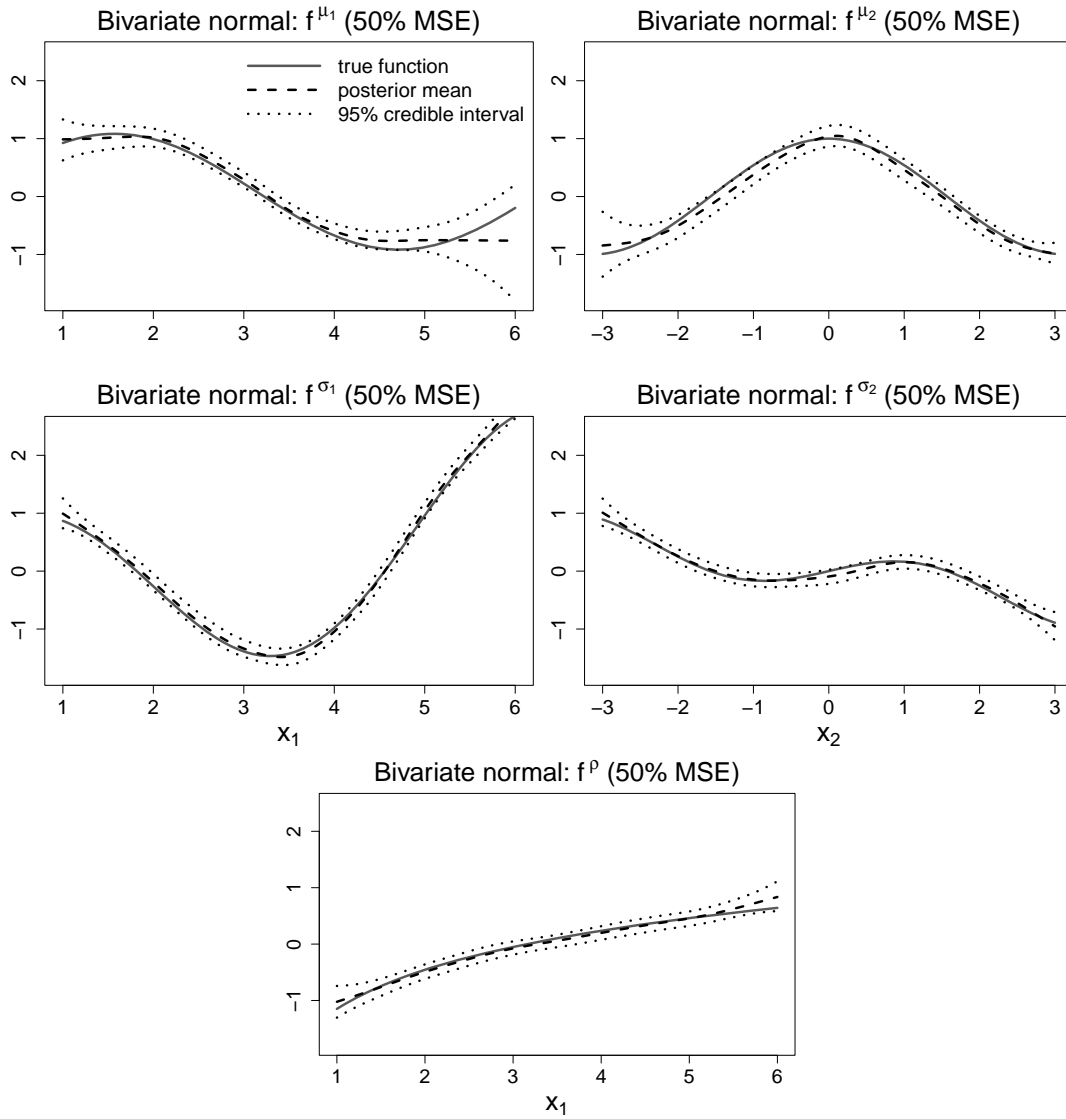 Bivariate normal: f^μ₁ (50% MSE)
Bivariate normal: f^μ₂ (50% MSE)
2
1
0
−1
true function
posterior mean
95% credible interval
1 2 3 4 5 6
2
1
0
−1
−3 −2 −1 0 1 2 3
Bivariate normal: f^σ₁ (50% MSE)
Bivariate normal: f^σ₂ (50% MSE)
2
1
0
−1
1 2 3 4 5 6
x₁
2
1
0
−1
−3 −2 −1 0 1 2 3
x₂
Bivariate normal: f^ρ (50% MSE)
2
1
0
−1
1 2 3 4 5 6
x₁